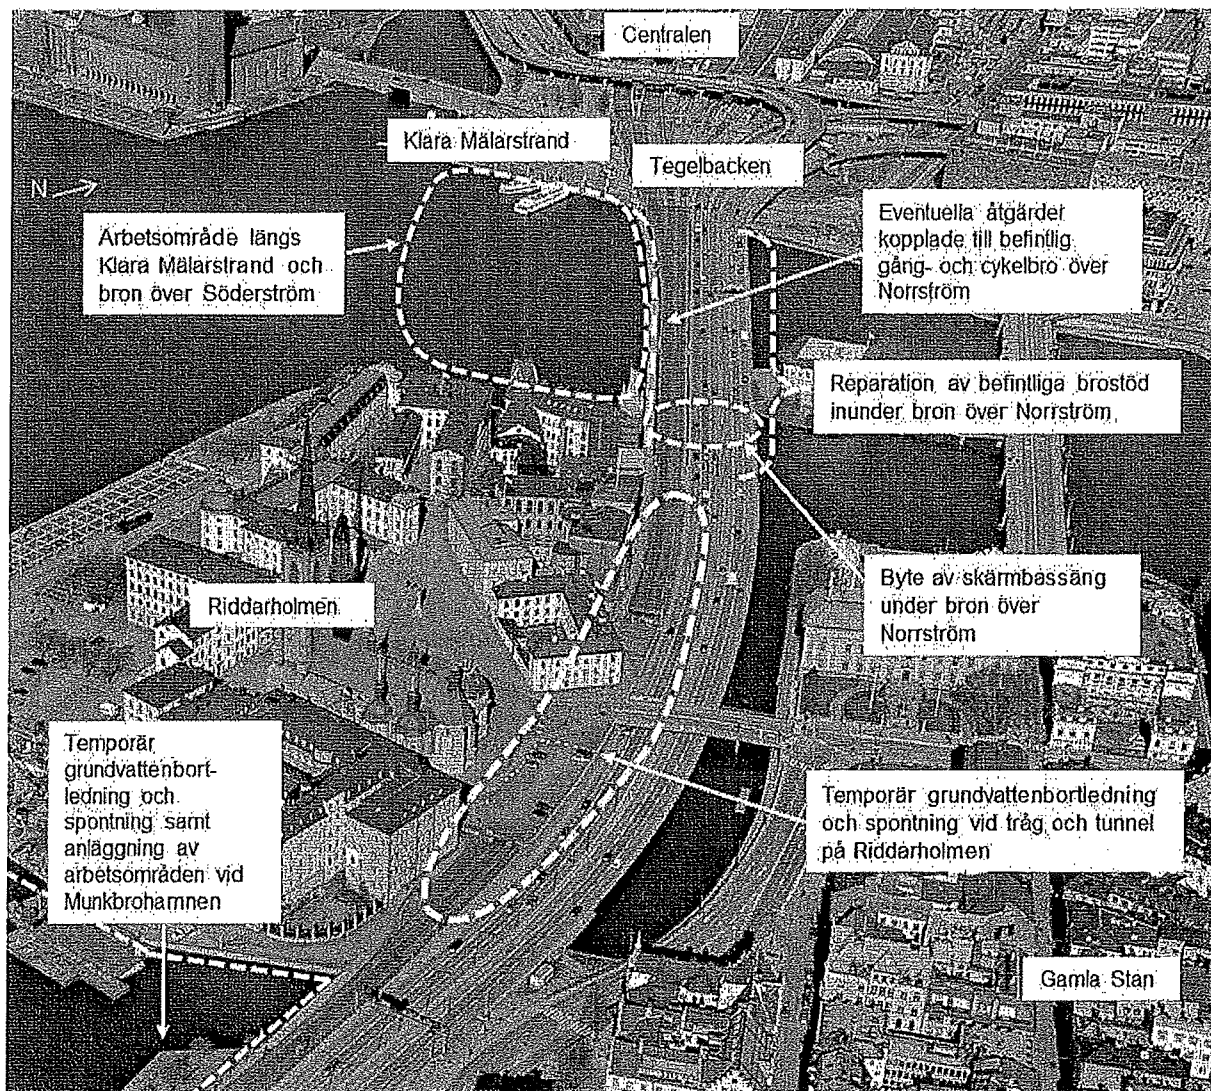 Centralen
Klara Mälarstrand
Tegelbacken
N
Arbetsområde längs
Klara Mälarstrand och
bron över Söderström
Eventuella åtgärder
kopplade till befintlig
gång- och cykelbro över
Norrström
Reparation av befintliga brostöd
inunder bron över Norrström
Byte av skärmbassäng
under bron över
Norrström
Riddarholmen
Temporär
grundvattenbort-
ledning och
spontning samt
anläggning av
arbetsområden vid
Munkbrohamnen
Temporär grundvattenbortledning
och spontning vid tråg och tunnel
på Riddarholmen
Gamla Stan